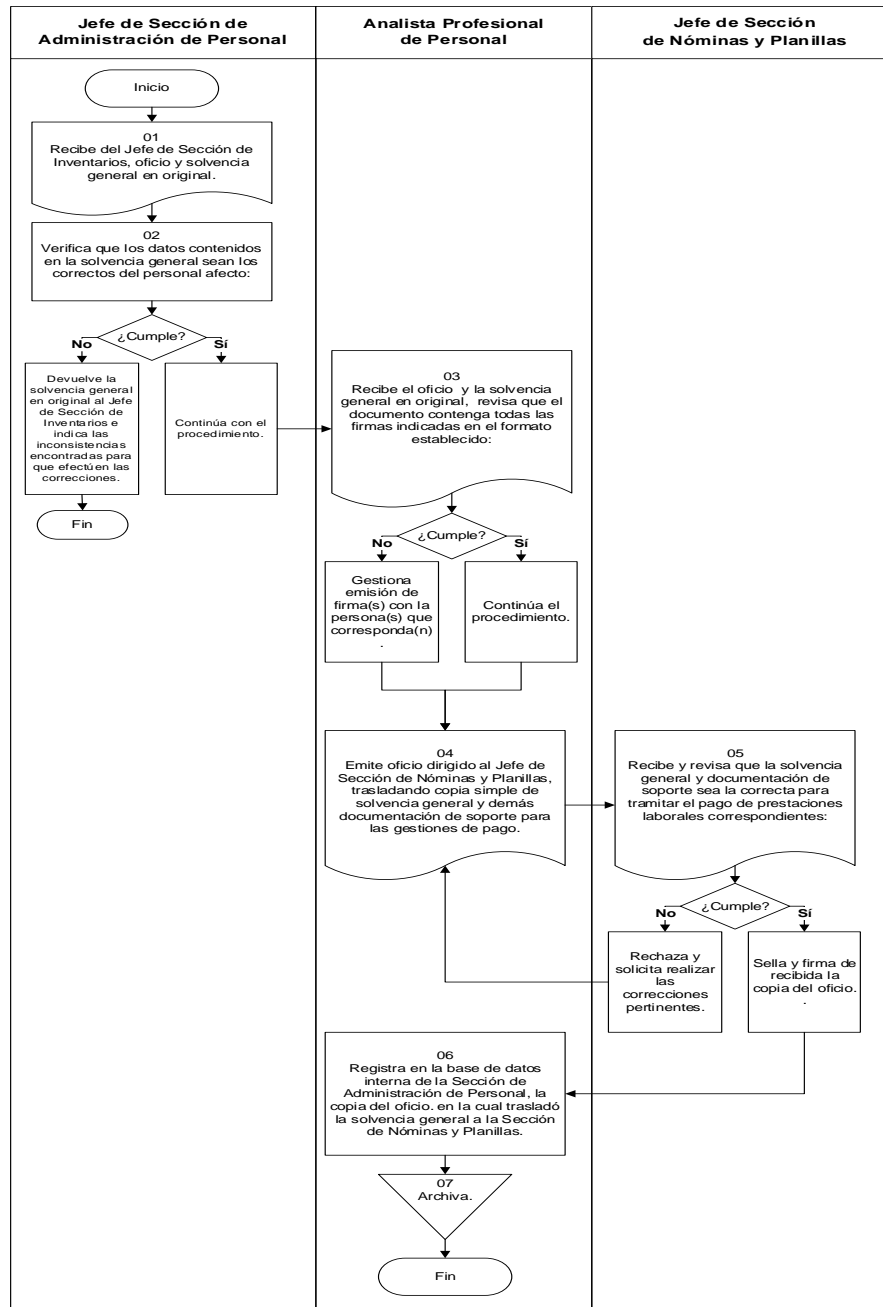 Jefe de Sección de
Administración de Personal
Analista Profesional
de Personal
Jefe de Sección
de Nóminas y Planillas
Inicio
01
Recibe del Jefe de Sección de
Inventarios, oficio y solvencia
general en original.
02
Verifica que los datos contenidos
en la solvencia general sean los
correctos del personal afecto:
¿Cumple?
No
Sí
Devuelve la
solvencia general
en original al Jefe
de Sección de
Inventarios e
indica las
inconsistencias
encontradas para
que efectúen las
correcciones.
Continúa con el
procedimiento.
Fin
03
Recibe el oficio y la solvencia
general en original, revisa que el
documento contenga todas las
firmas indicadas en el formato
establecido:
¿Cumple?
No
Sí
Gestiona
emisión de
firma(s) con la
persona(s) que
corresponda(n)
.
Continúa el
procedimiento.
04
Emite oficio dirigido al Jefe de
Sección de Nóminas y Planillas,
trasladando copia simple de
solvencia general y demás
documentación de soporte para
las gestiones de pago.
05
Recibe y revisa que la solvencia
general y documentación de
soporte sea la correcta para
tramitar el pago de prestaciones
laborales correspondientes:
¿Cumple?
No
Sí
Rechaza y
solicita realizar
las
correcciones
pertinentes.
Sella y firma de
recibida la
copia del oficio.
.
06
Registra en la base de datos
interna de la Sección de
Administración de Personal, la
copia del oficio. en la cual trasladó
la solvencia general a la Sección
de Nóminas y Planillas.
07
Archiva.
Fin